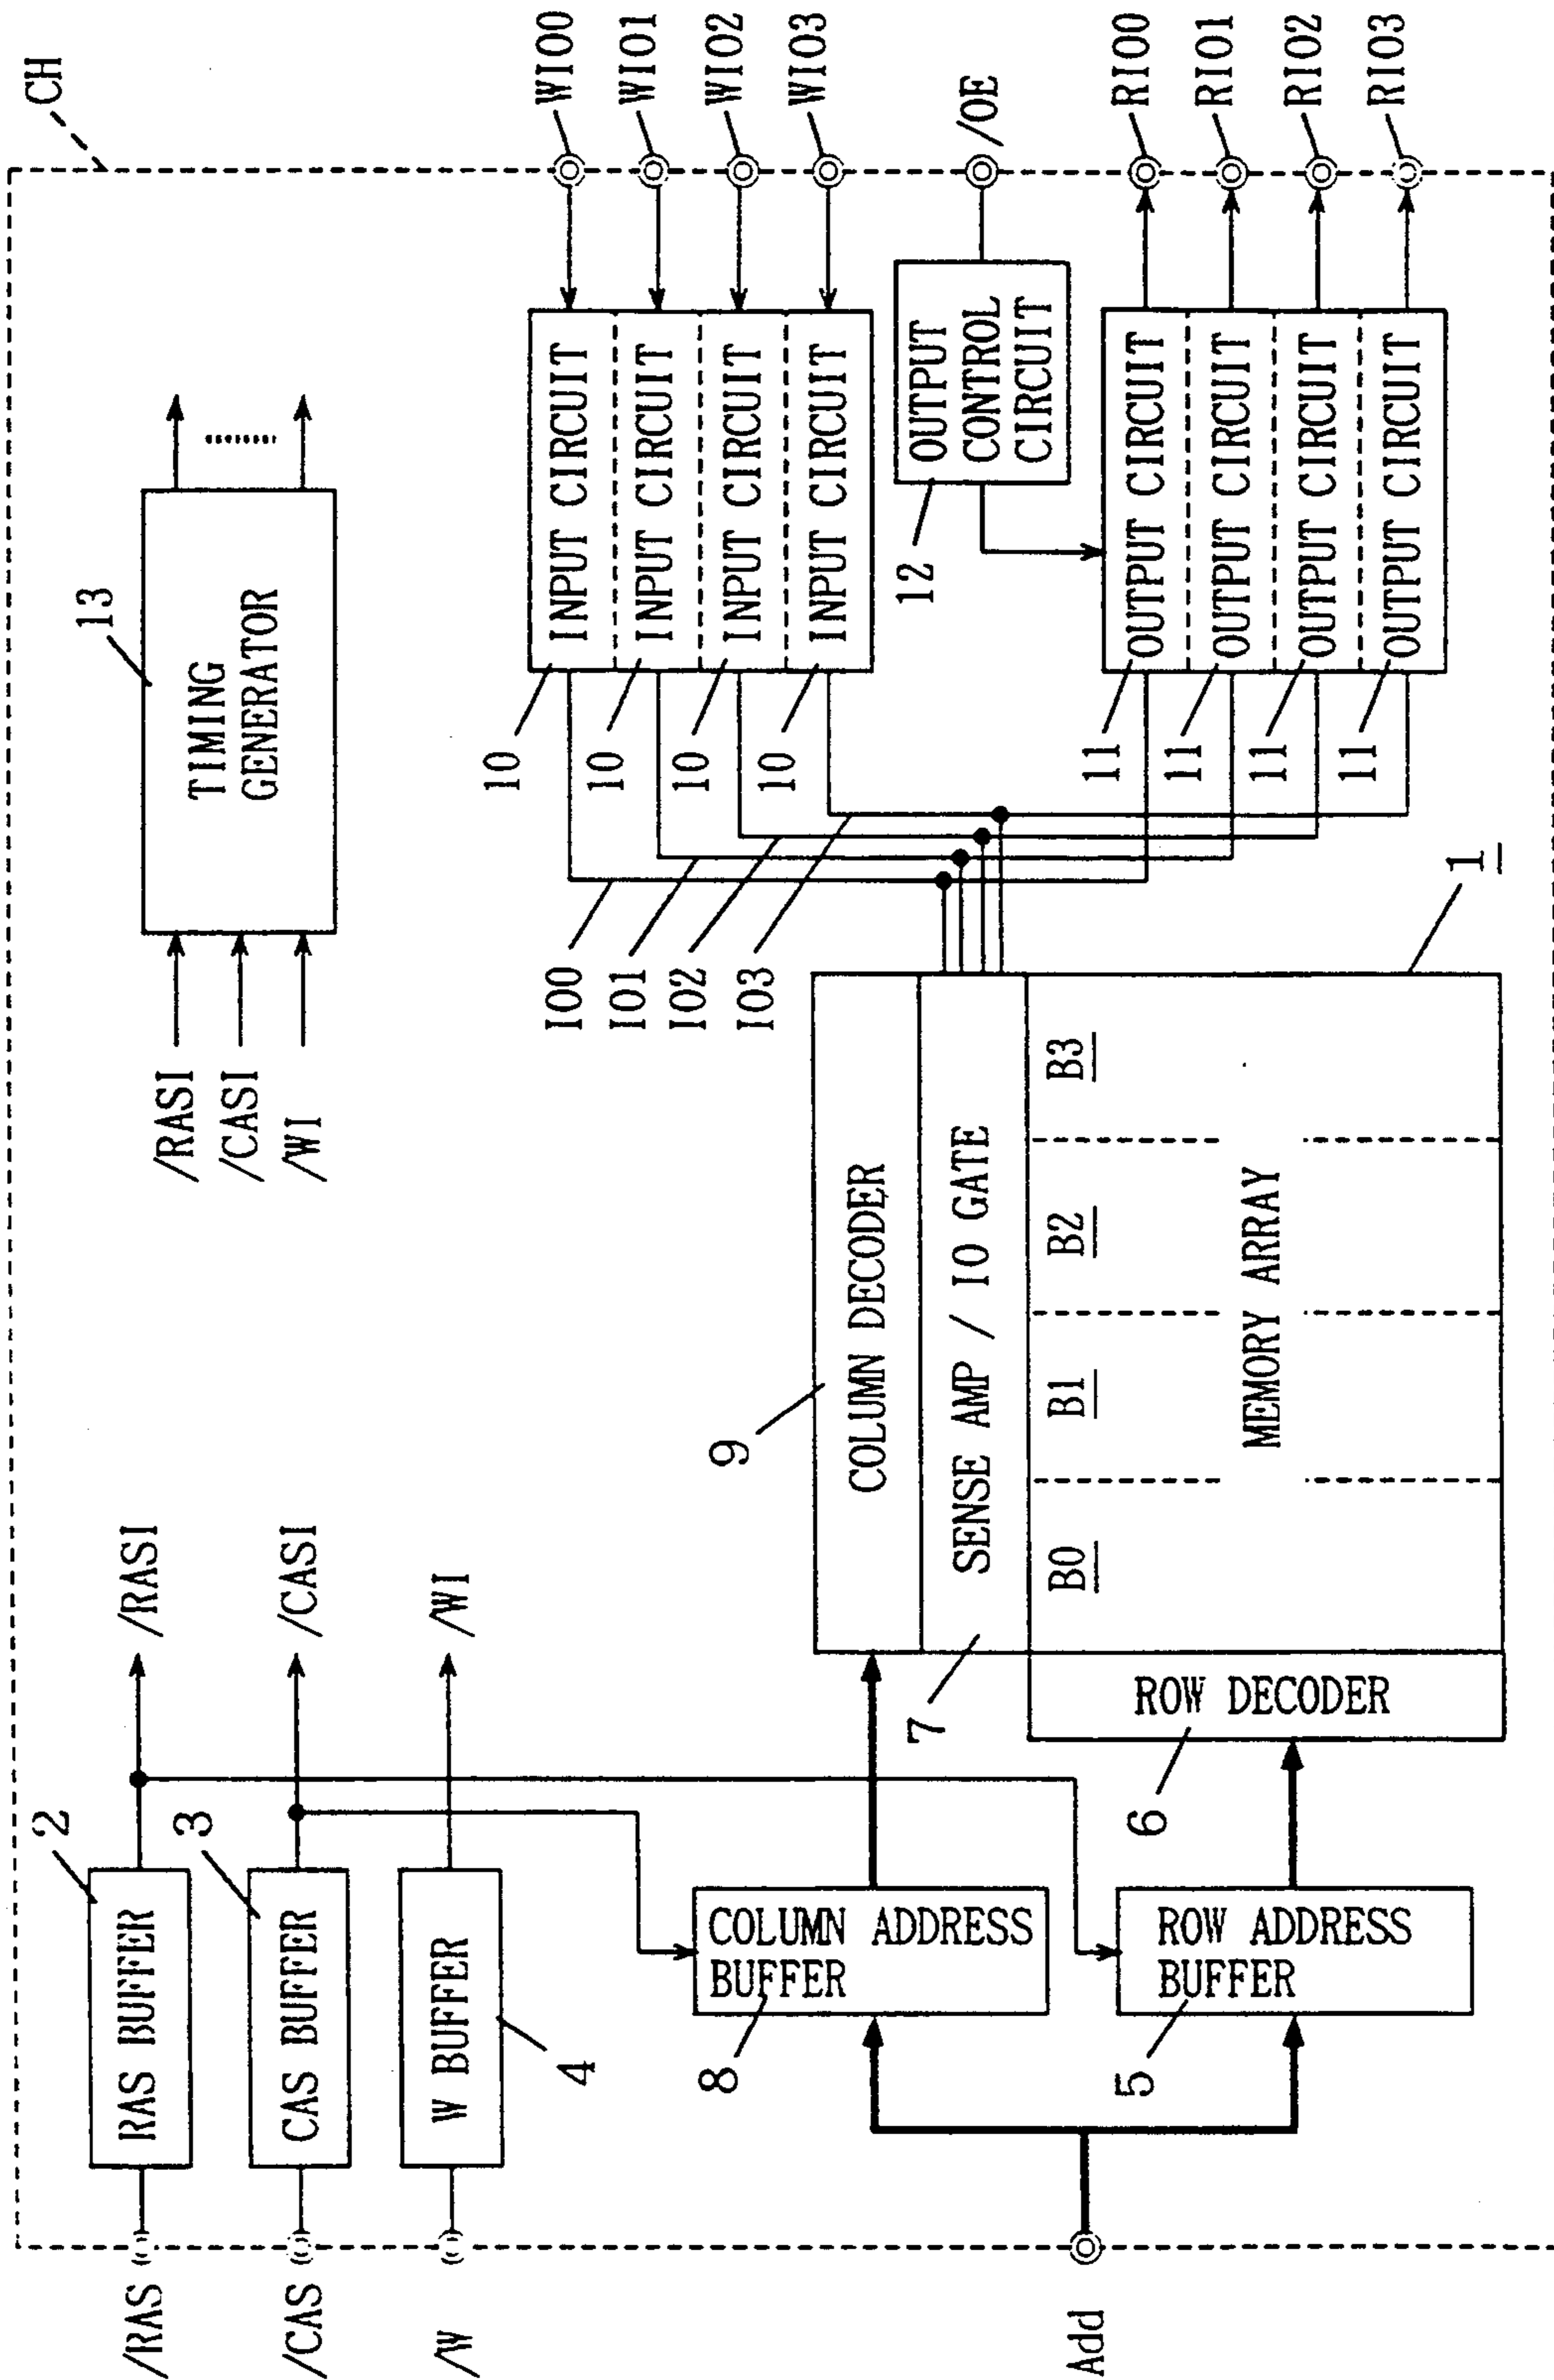 CH
/RAS
2
RAS BUFFER
/RASI
/CAS
3
CAS BUFFER
/CASI
/W
4
W BUFFER
/WI
/RASI
/CASI
/WI
13
TIMING
GENERATOR
Add
8
COLUMN ADDRESS
BUFFER
5
ROW ADDRESS
BUFFER
9
COLUMN DECODER
7
SENSE AMP / IO GATE
6
ROW DECODER
B0
B1
B2
B3
MEMORY ARRAY
1
IO0
IO1
IO2
IO3
10
INPUT CIRCUIT
WIO0
10
INPUT CIRCUIT
WIO1
10
INPUT CIRCUIT
WIO2
10
INPUT CIRCUIT
WIO3
12
OUTPUT
CONTROL
CIRCUIT
/OE
11
OUTPUT CIRCUIT
RIO0
11
OUTPUT CIRCUIT
RIO1
11
OUTPUT CIRCUIT
RIO2
11
OUTPUT CIRCUIT
RIO3